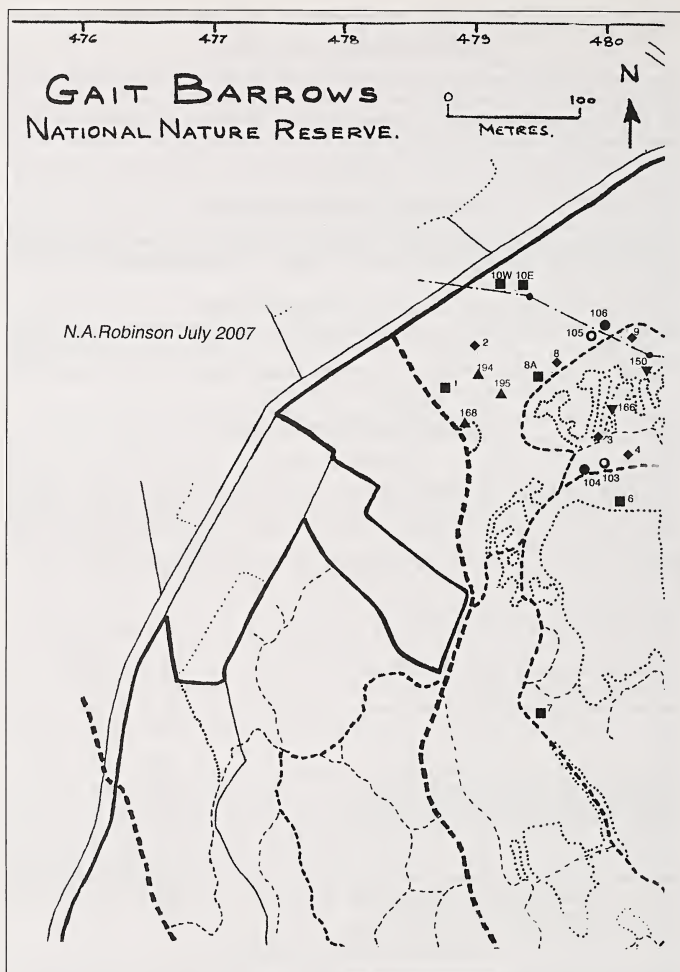 476 477 478 479 480
GAIT BARROWS
NATIONAL NATURE RESERVE.
N
0 100
METRES.
N.A.Robinson July 2007
10W 10E
106
105
9
2
8
150
194
8A
1
195
166
168
3
4
104 103
6
7